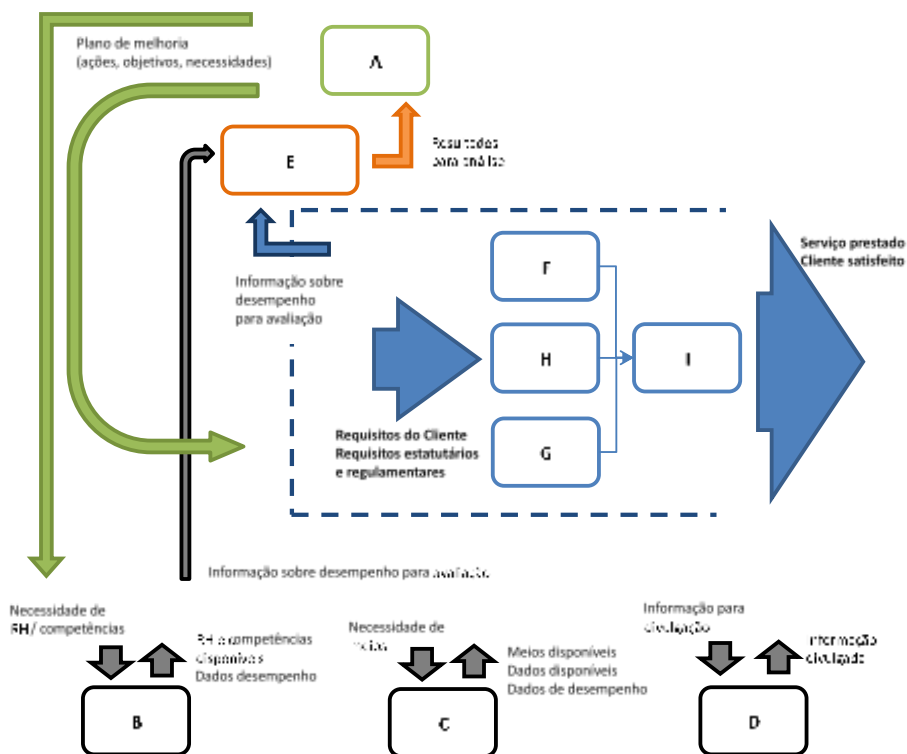 Plano de melhoria
(ações, objetivos, necessidades)
A
E
Resultados
para análise
Informação sobre
desempenho
para avaliação
Serviço prestado
Cliente satisfeito
F
H
I
G
Requisitos do Cliente
Requisitos estatutários
e regulamentares
Informação sobre desempenho para avaliação
Necessidade de
RH/ competências
RH e competências
disponíveis
Dados desempenho
B
Necessidade de
meios
Meios disponíveis
Dados disponíveis
Dados de desempenho
C
Informação para
divulgação
Informação
divulgada
D